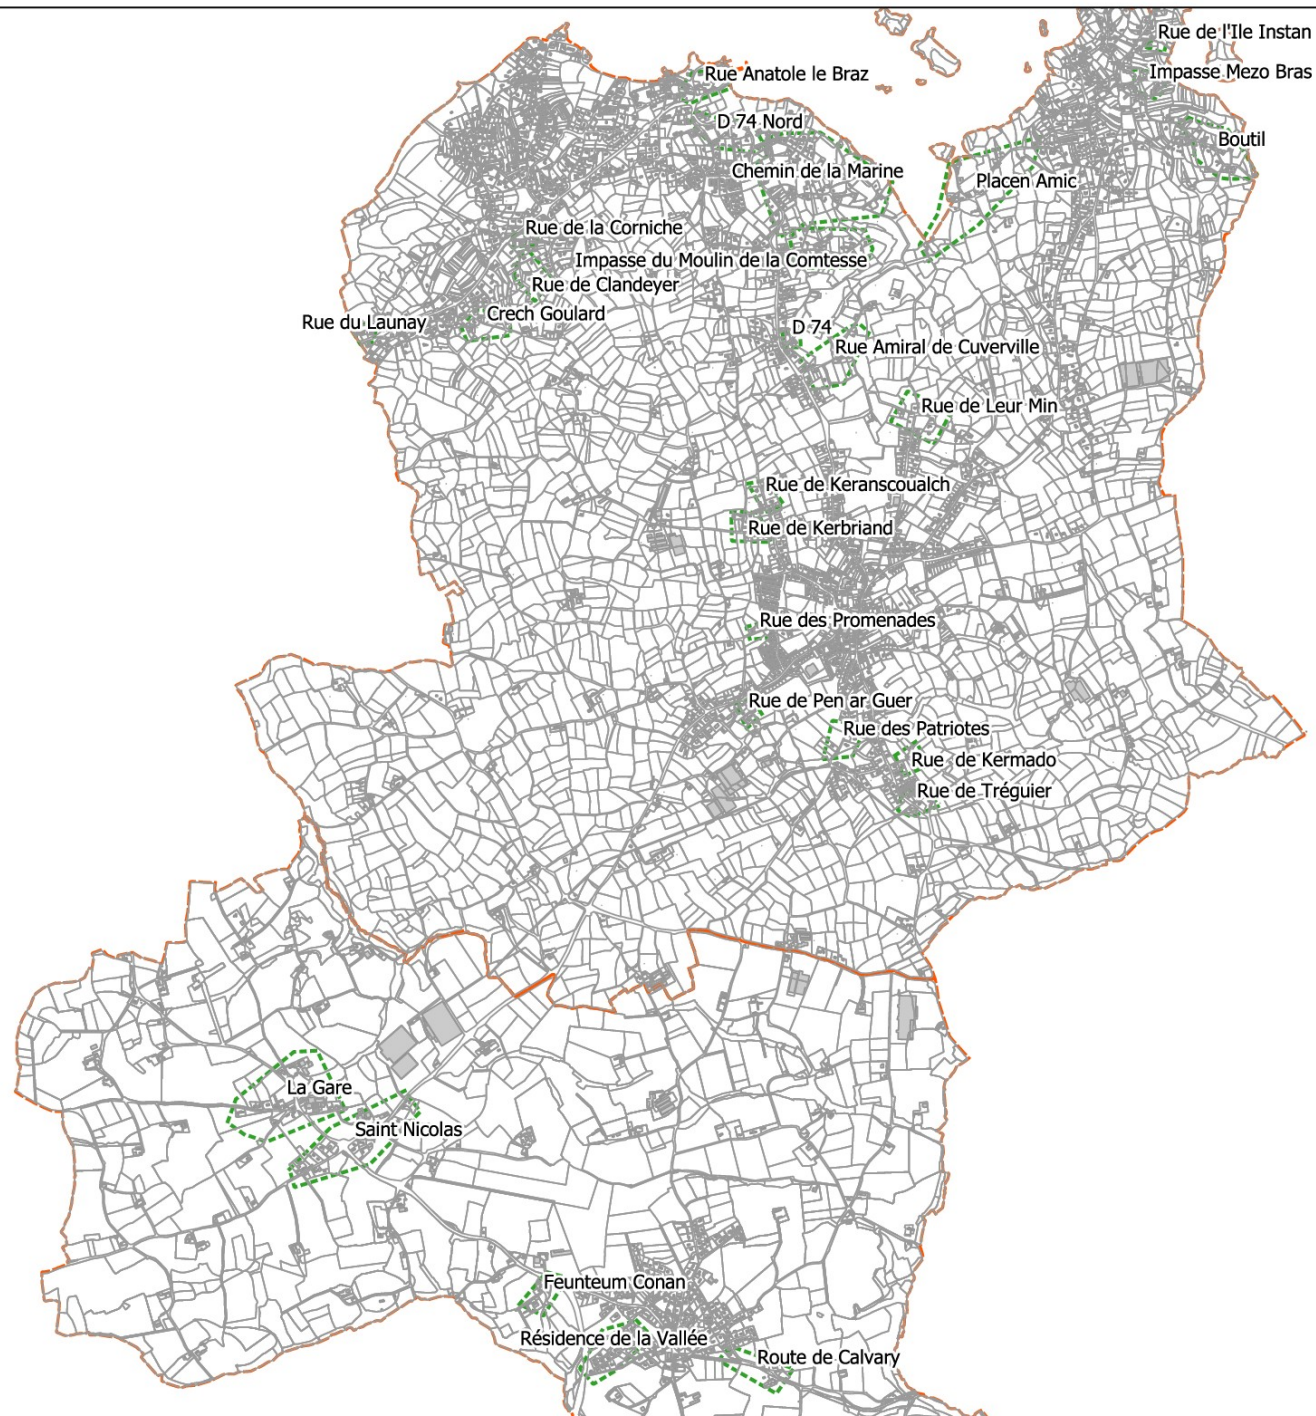 Rue de l'Ile Instan
Rue Anatole le Braz
Impasse Mezo Bras
D 74 Nord
Boutil
Chemin de la Marine
Placen Amic
Rue de la Corniche
Impasse du Moulin de la Comtesse
Rue de Clandeyer
Crech Goulard
Rue du Launay
D 74
Rue Amiral de Cuverville
Rue de Leur Min
Rue de Keranscoualch
Rue de Kerbriand
Rue des Promenades
Rue de Pen ar Guer
Rue des Patriotes
Rue  de Kermado
Rue de Tréguier
La Gare
Saint Nicolas
Feunteum Conan
Résidence de la Vallée
Route de Calvary